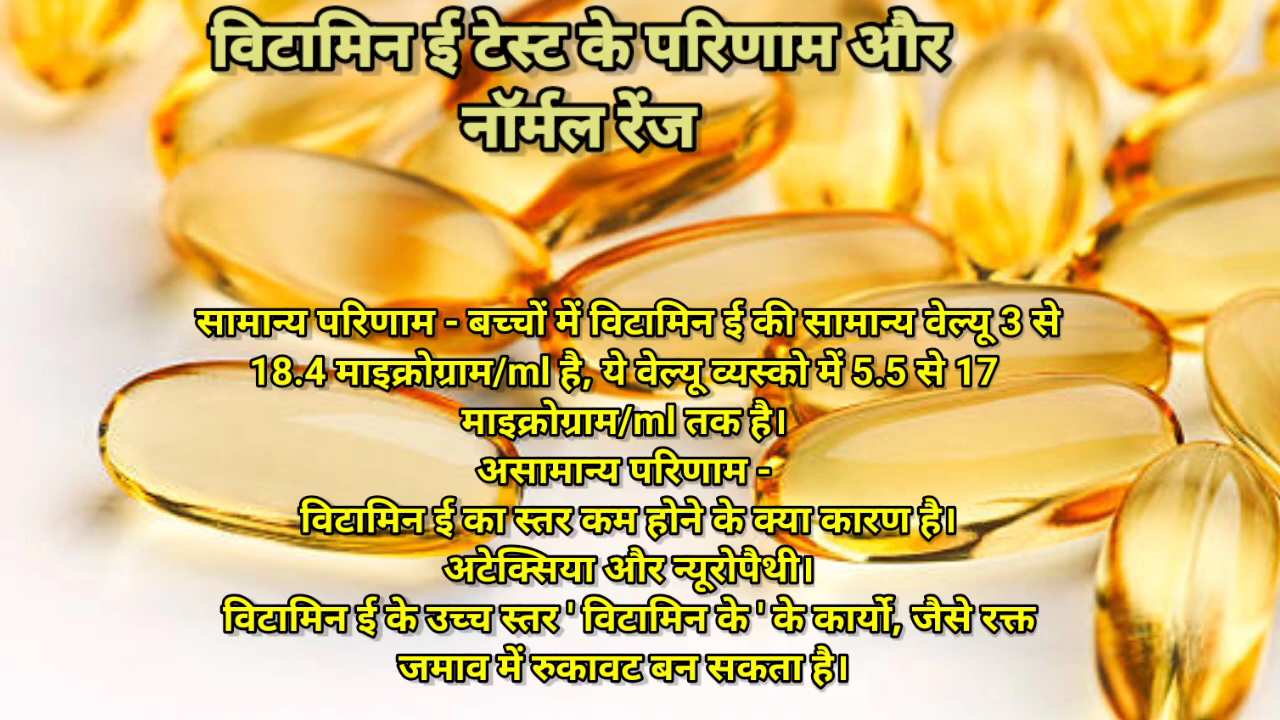 विटामिन ई टेस्ट के परिणाम और
नॉर्मल रेंज
सामान्य परिणाम - बच्चों में विटामिन ई की सामान्य वेल्यू 3 से
18.4 माइक्रोग्राम/ml है, ये वेल्यू व्यस्को में 5.5 से 17
माइक्रोग्राम/ml तक है।
असामान्य परिणाम -
विटामिन ई का स्तर कम होने के क्या कारण है।
अटेक्सिया और न्यूरोपैथी।
विटामिन ई के उच्च स्तर ' विटामिन के ' के कार्यो, जैसे रक्त
जमाव में रुकावट बन सकता है।